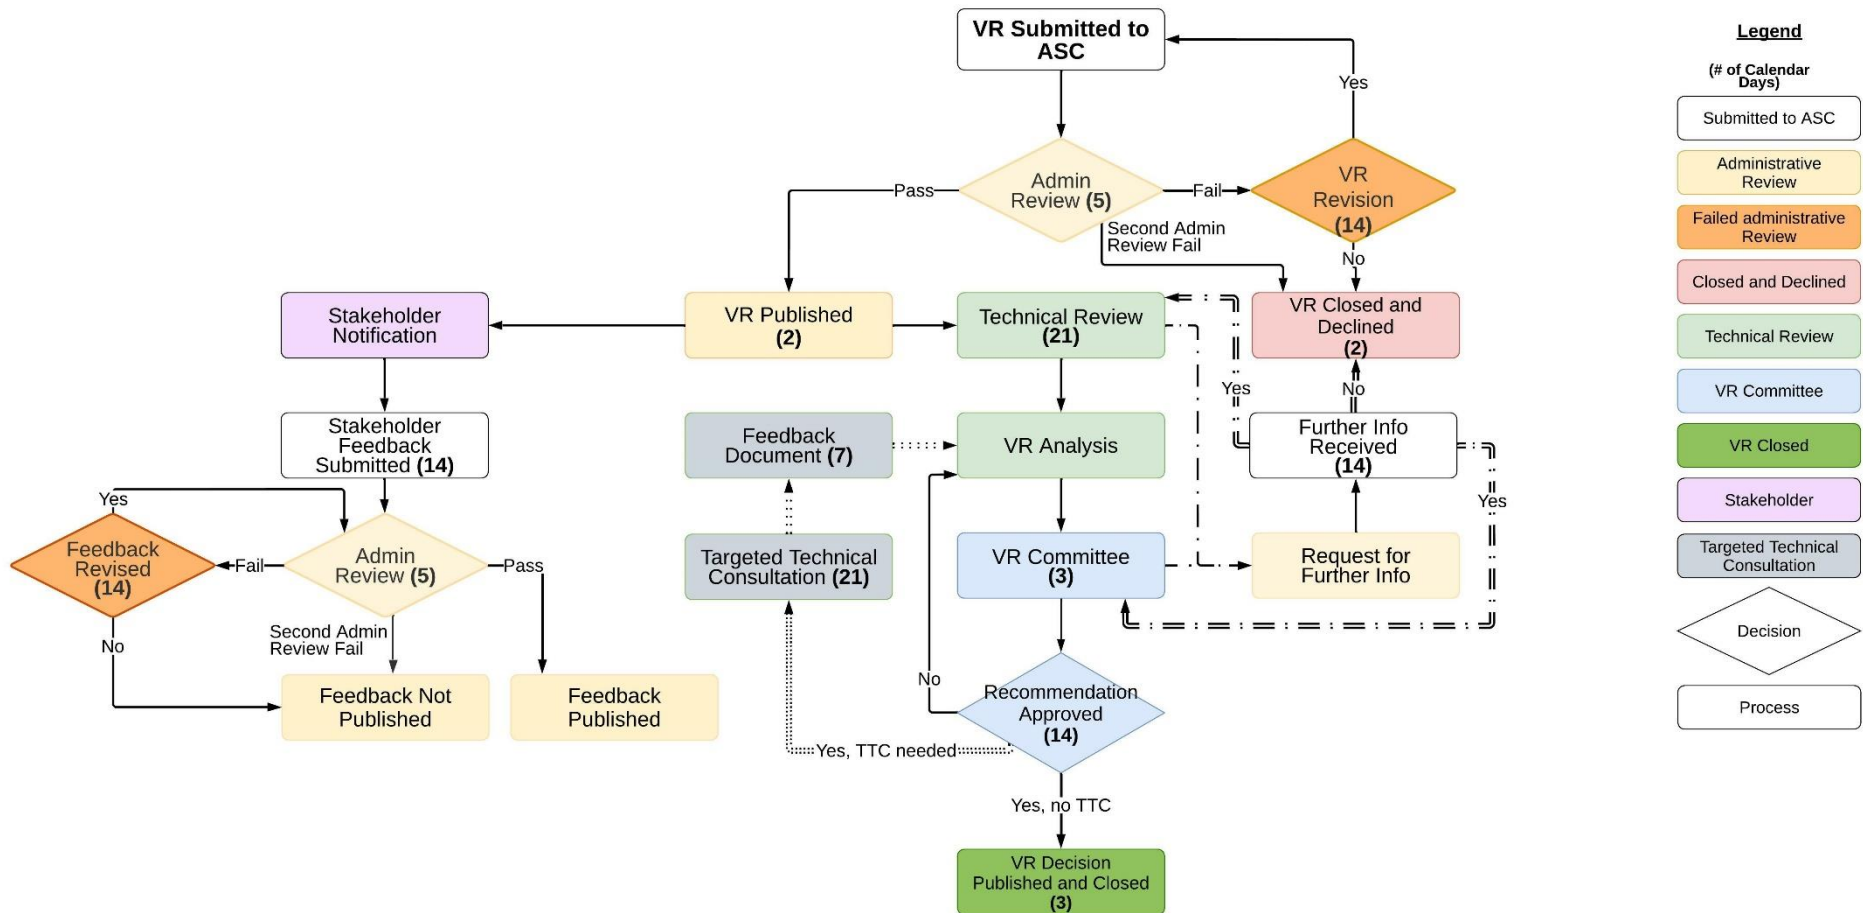 VR Submitted to
ASC
Legend
(# of Calendar
Days)
Submitted to ASC
Administrative
Review
Failed administrative
Review
Closed and Declined
Technical Review
VR Committee
VR Closed
Stakeholder
Targeted Technical
Consultation
Decision
Process
Yes
Admin
Review (5)
Pass
Fail
VR
Revision
(14)
Second Admin
Review Fail
No
Stakeholder
Notification
VR Published
(2)
Technical Review
(21)
VR Closed and
Declined
(2)
Yes
No
Stakeholder
Feedback
Submitted (14)
Feedback
Document (7)
VR Analysis
Further Info
Received
(14)
Yes
Yes
Feedback
Revised
(14)
Fail
Admin
Review (5)
Pass
Targeted Technical
Consultation (21)
VR Committee
(3)
Request for
Further Info
Second Admin
Review Fail
No
Feedback Not
Published
Feedback
Published
No
Recommendation
Approved
(14)
Yes, TTC needed
Yes, no TTC
VR Decision
Published and Closed
(3)